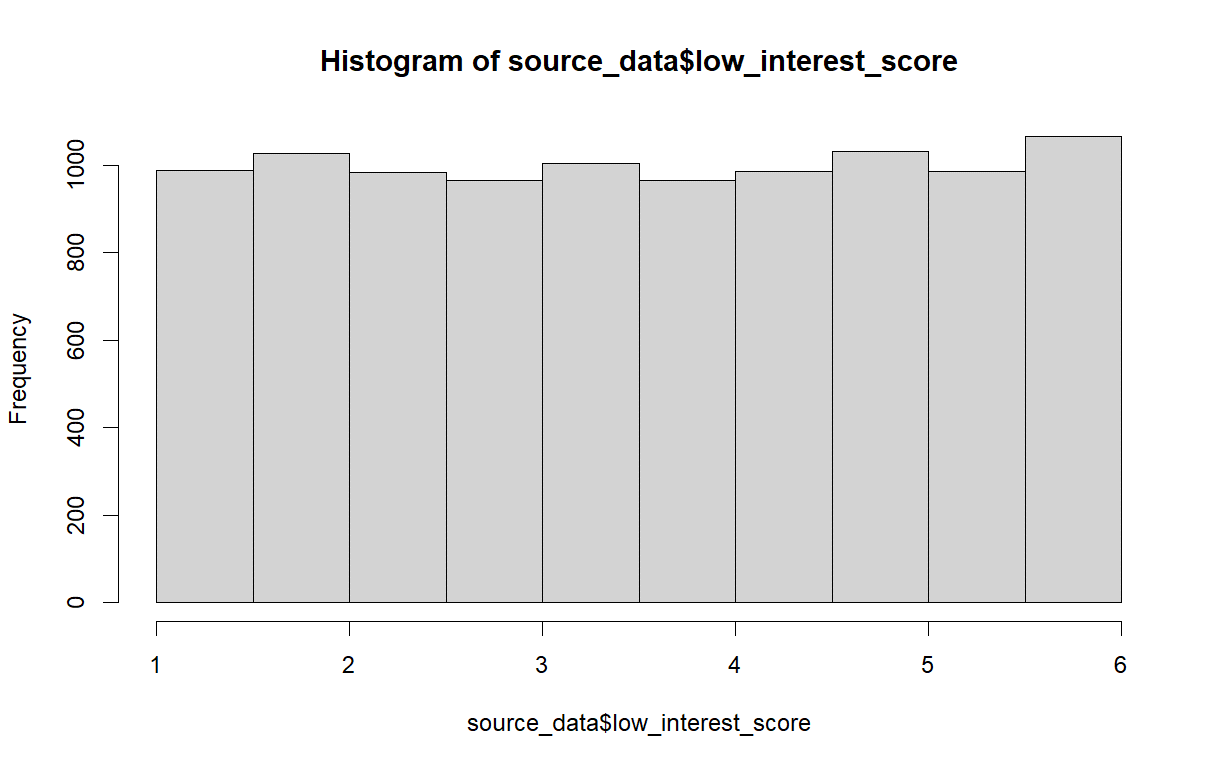 Histogram of source_data$low_interest_score
Frequency
1000
800
600
400
200
0
1 2 3 4 5 6
source_data$low_interest_score